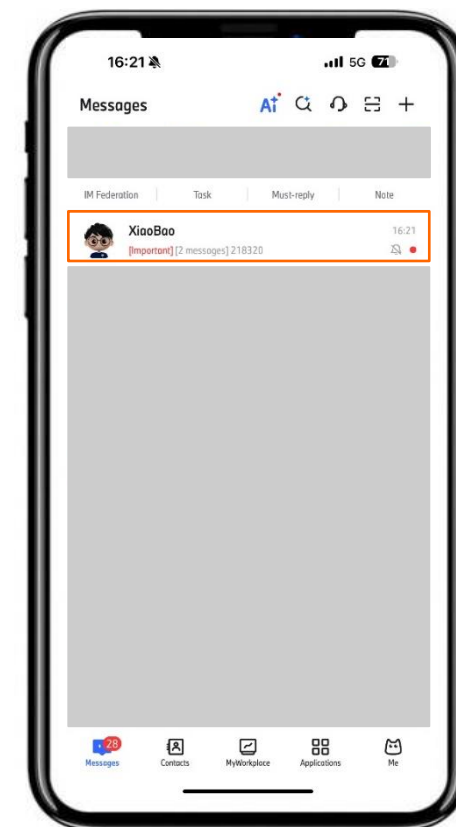 16:21 5G 71
Messages AI
IM Federation Task Must-reply Note
XiaoBao 16:21
[Important] [2 messages] 218320
28
Messages Contacts MyWorkplace Applications Me